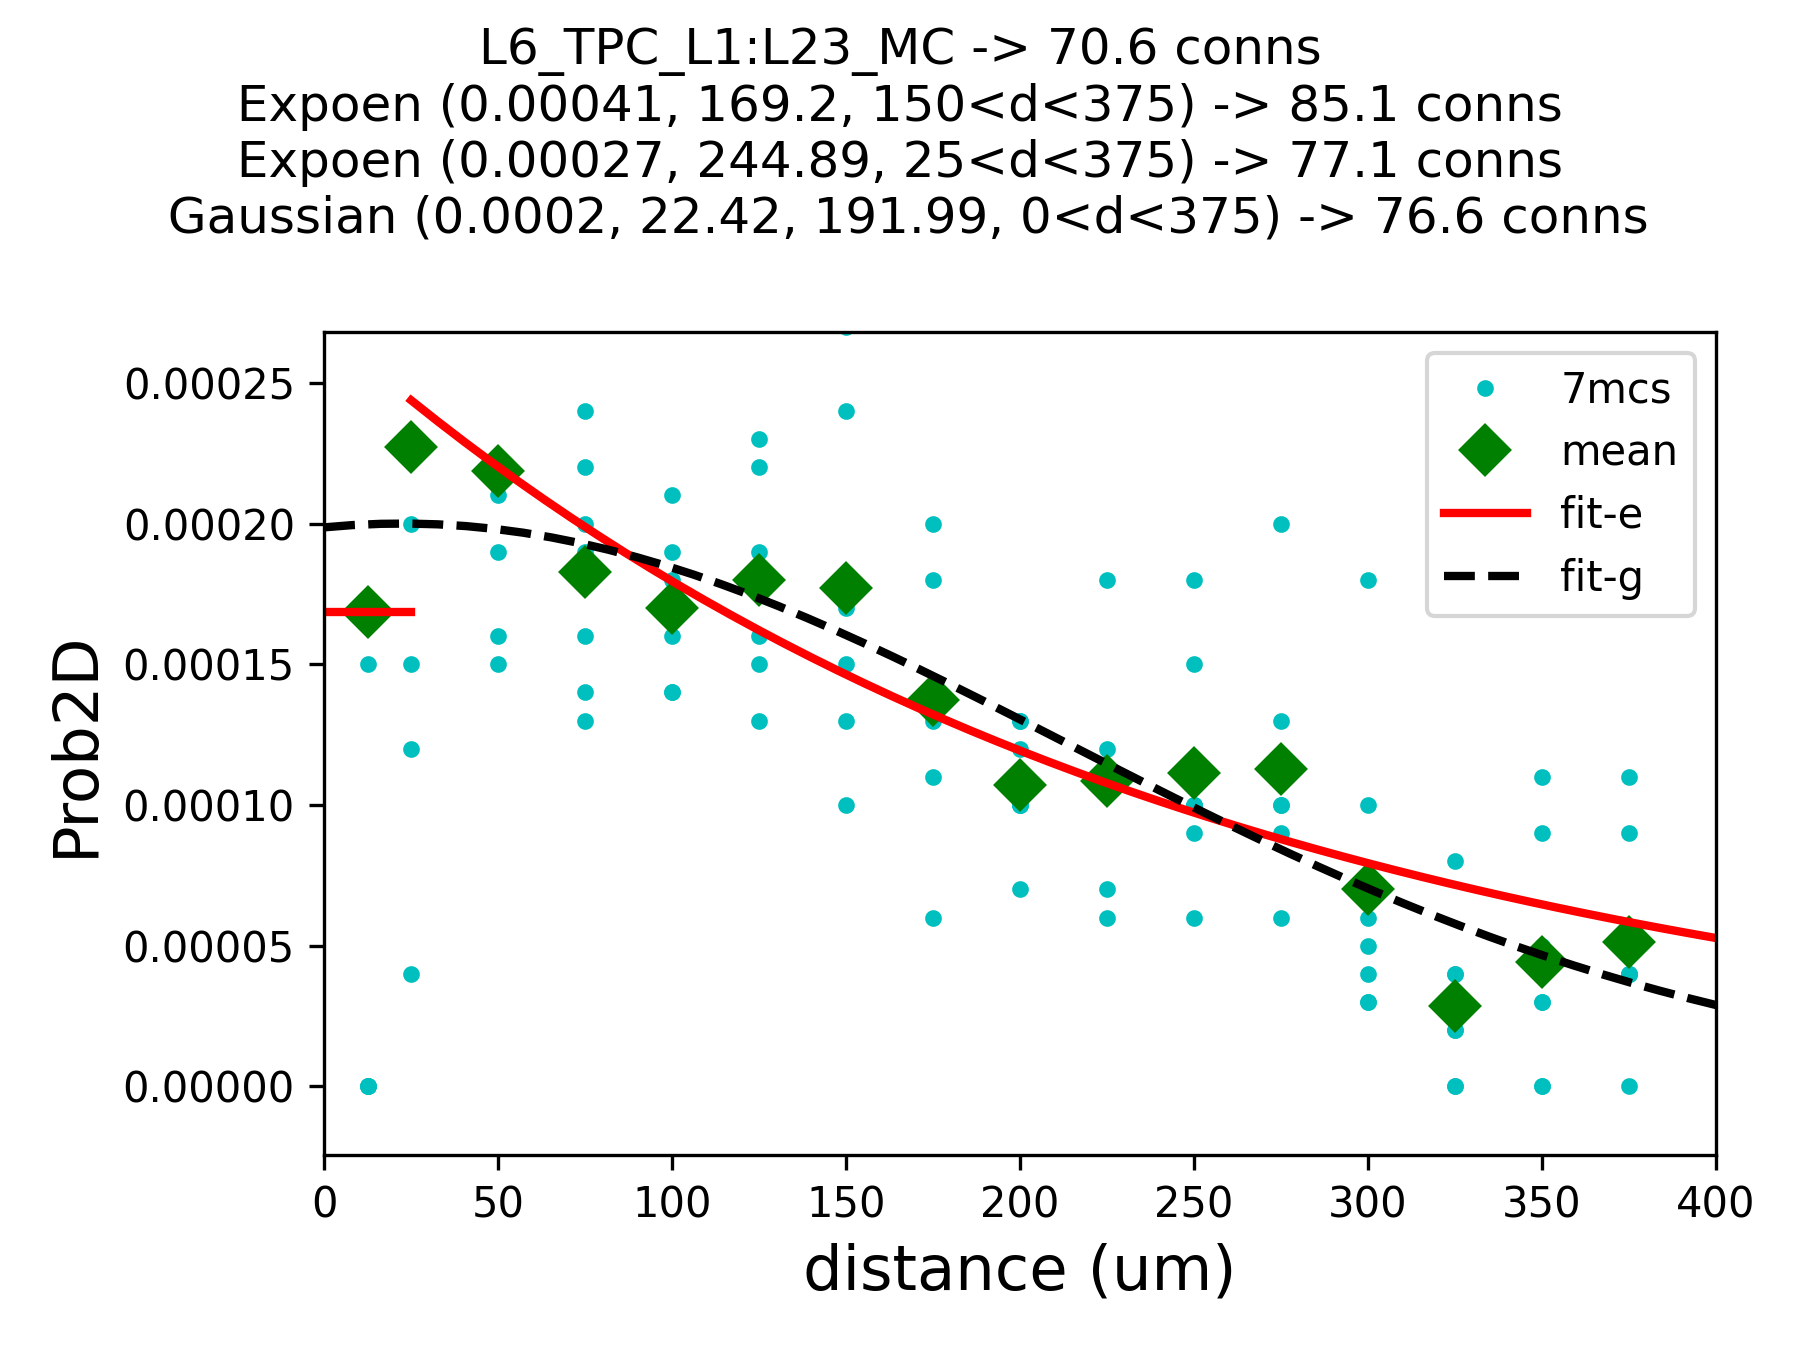 L6_TPC_L1:L23_MC -> 70.6 conns
Expoen (0.00041, 169.2, 150<d<375) -> 85.1 conns
Expoen (0.00027, 244.89, 25<d<375) -> 77.1 conns
Gaussian (0.0002, 22.42, 191.99, 0<d<375) -> 76.6 conns
7mcs
mean
fit-e
fit-g
Prob2D
0.00025
0.00020
0.00015
0.00010
0.00005
0.00000
0 50 100 150 200 250 300 350 400
distance (um)